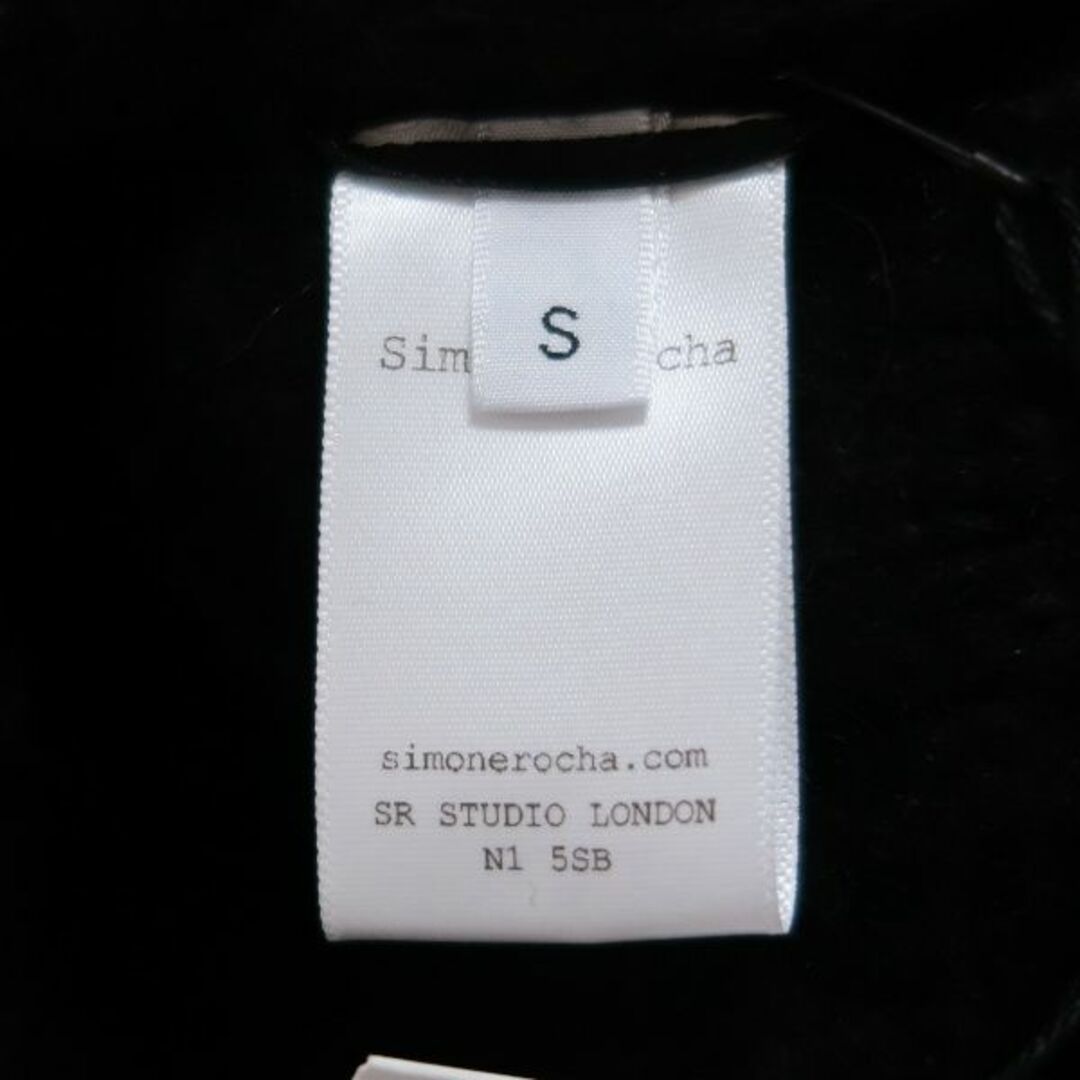 Sim S cha
simonerocha.com
SR STUDIO LONDON
N1 5SB